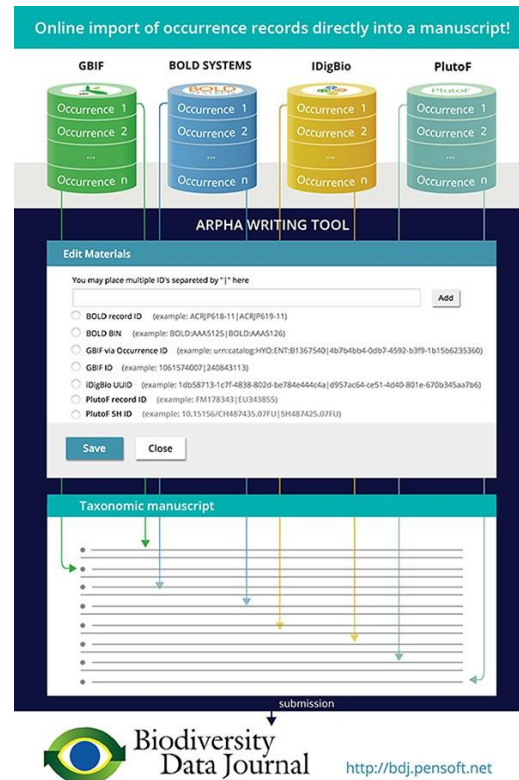 Online import of occurrence records directly into a manuscript!
GBIF
BOLD SYSTEMS
IDigBio
PlutoF
BOLD
SYSTEMS
PlutoF
Occurrence 1
Occurrence 2
...
Occurrence n
Occurrence 1
Occurrence 2
...
Occurrence n
Occurrence 1
Occurrence 2
...
Occurrence n
Occurrence 1
Occurrence 2
...
Occurrence n
ARPHA WRITING TOOL
Edit Materials
You may place multiple ID's separeted by "|" here
Add
BOLD record ID (example: ACRJP618-11|ACRJP619-11)
BOLD BIN (example: BOLD:AAA5125|BOLD:AAA5126)
GBIF via Occurrence ID (example: urn:catalog:HYO:ENT:B1367540|4b7b4bb4-0db7-4592-b3f9-1b15b6235360)
GBIF ID (example: 1061574007|240843113)
iDigBio UUID (example: 1db58713-1c7f-4838-802d-be784e444c4a|d957ac64-ce51-4d40-801e-670b345aa7b6)
PlutoF record ID (example: FM178343|EU343855)
PlutoF SH ID (example: 10.15156/CH487435.07FU|SH487425.07FU)
Save
Close
Taxonomic manuscript
submission
Biodiversity
Data Journal
http://bdj.pensoft.net